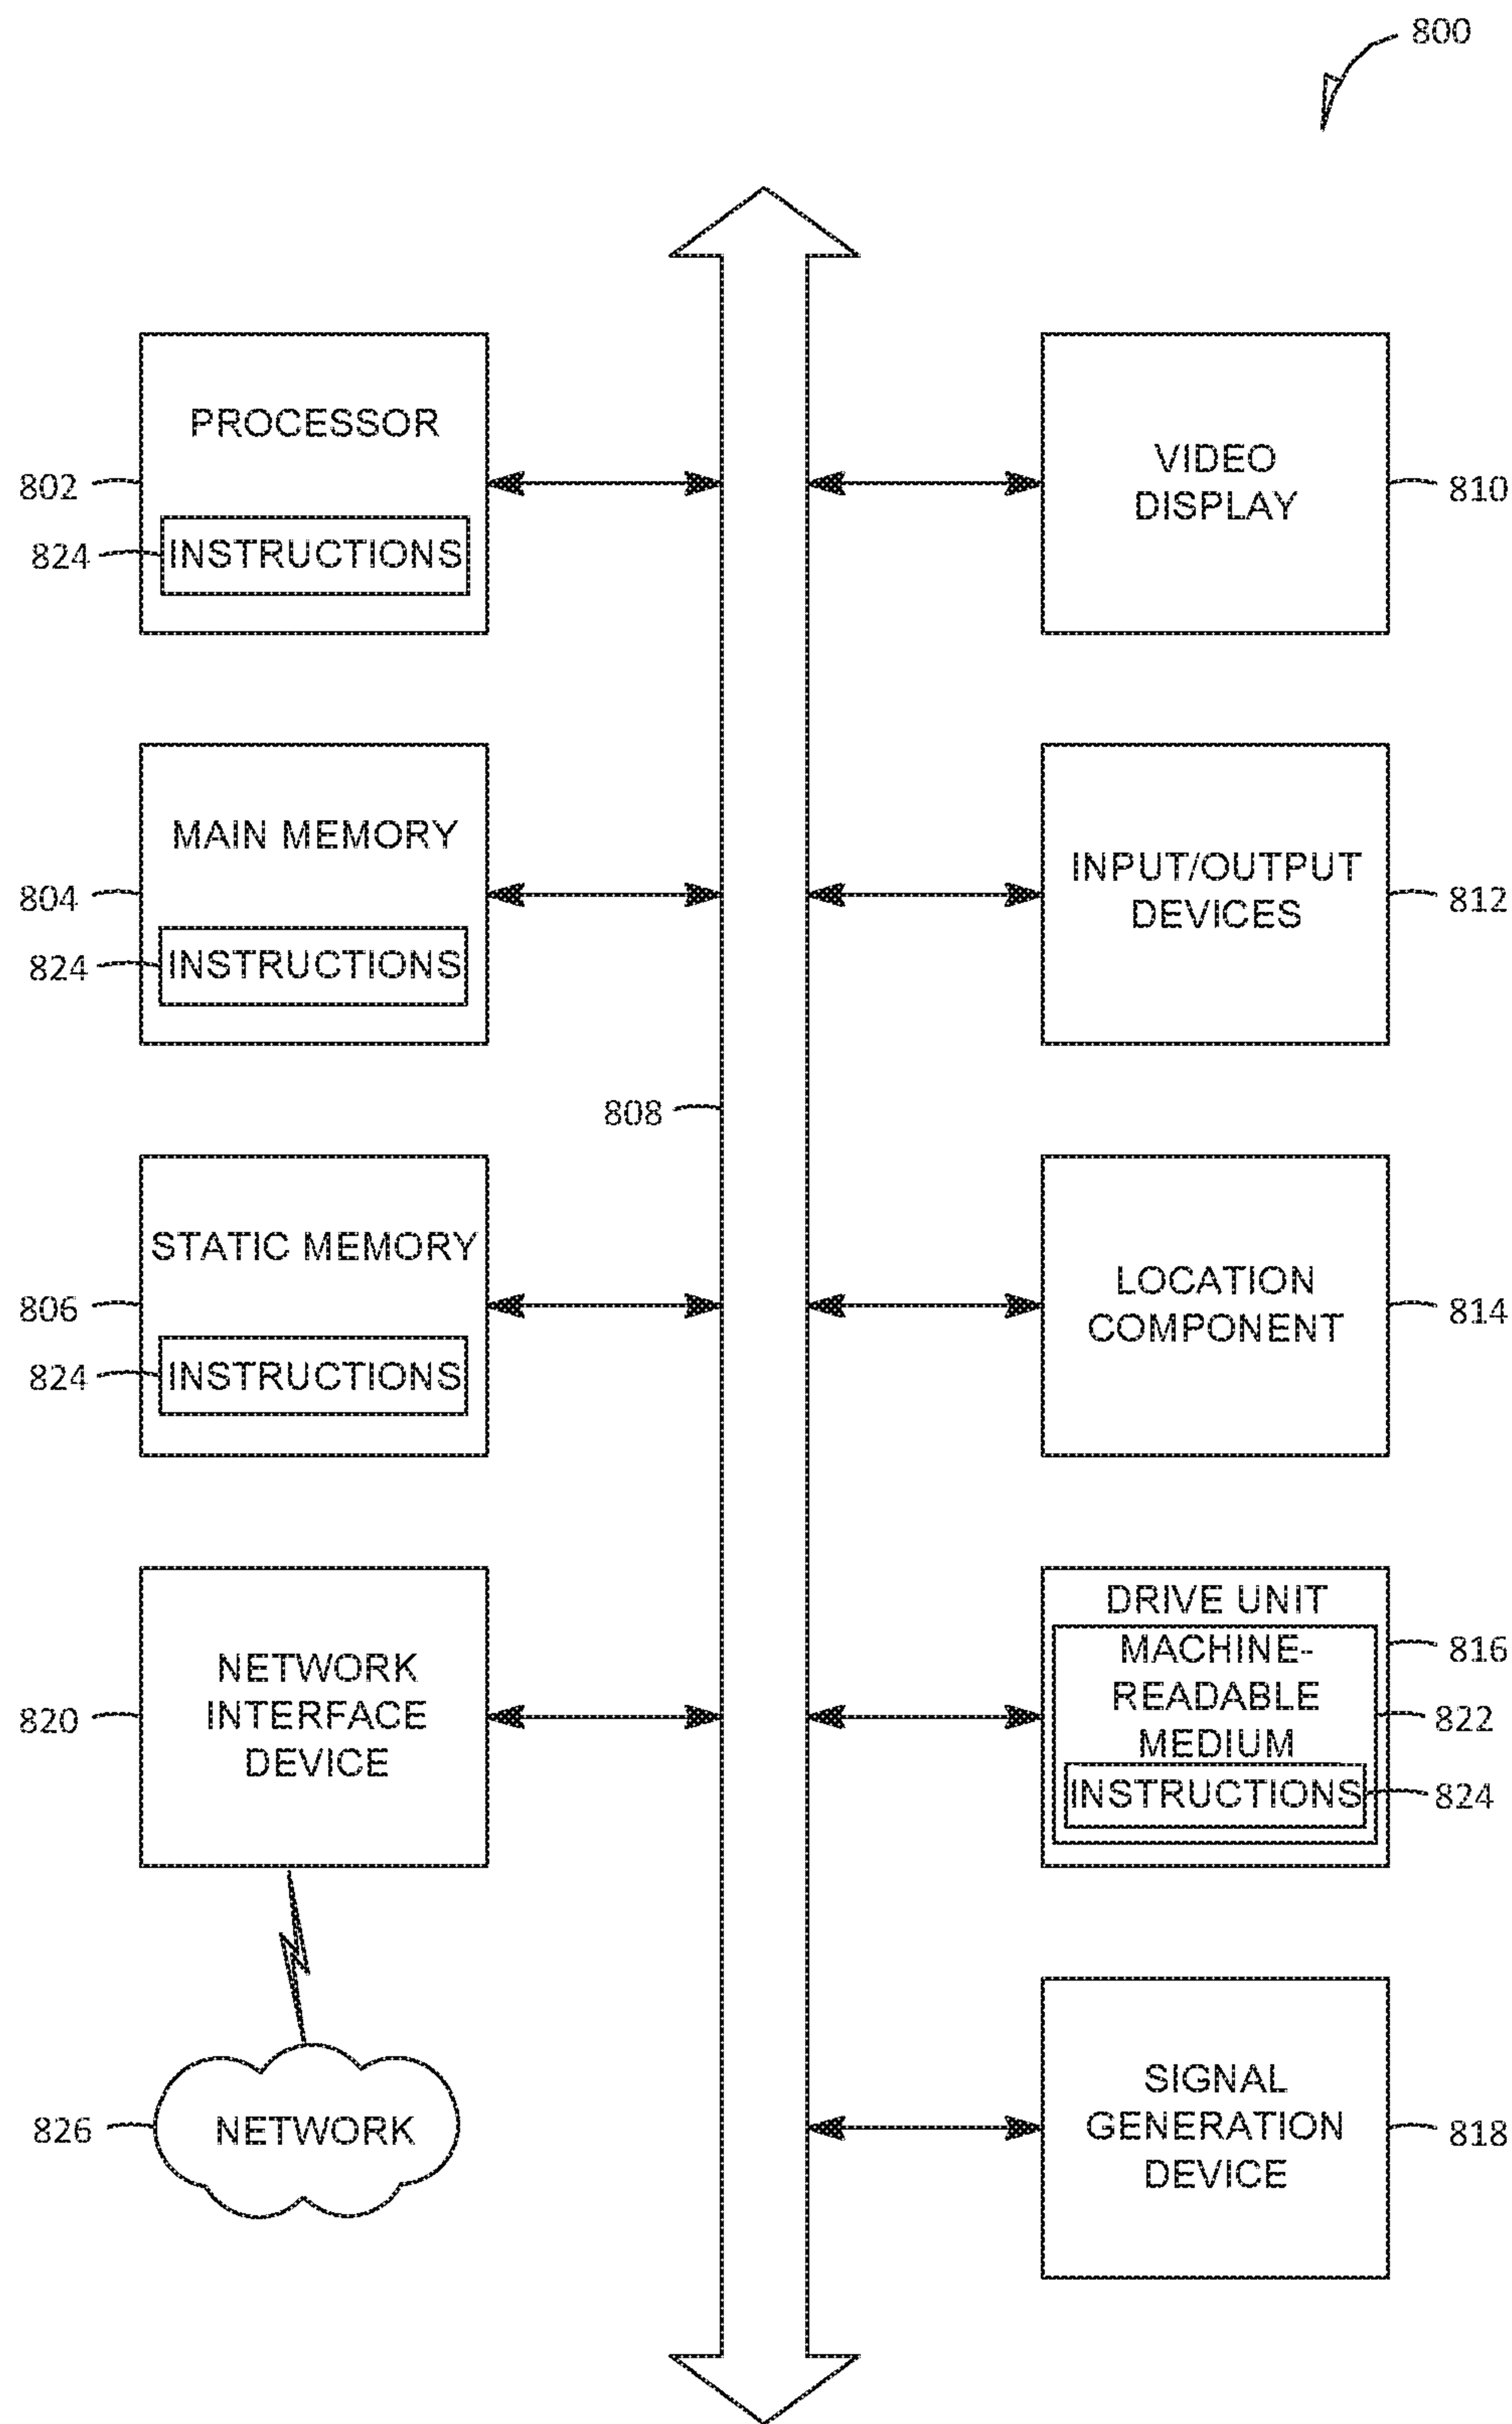 800
PROCESSOR
802
824
INSTRUCTIONS
VIDEO
DISPLAY
810
MAIN MEMORY
804
824
INSTRUCTIONS
INPUT/OUTPUT
DEVICES
812
808
STATIC MEMORY
806
824
INSTRUCTIONS
LOCATION
COMPONENT
814
NETWORK
INTERFACE
DEVICE
820
DRIVE UNIT
816
MACHINE-
READABLE
MEDIUM
822
INSTRUCTIONS
824
NETWORK
826
SIGNAL
GENERATION
DEVICE
818